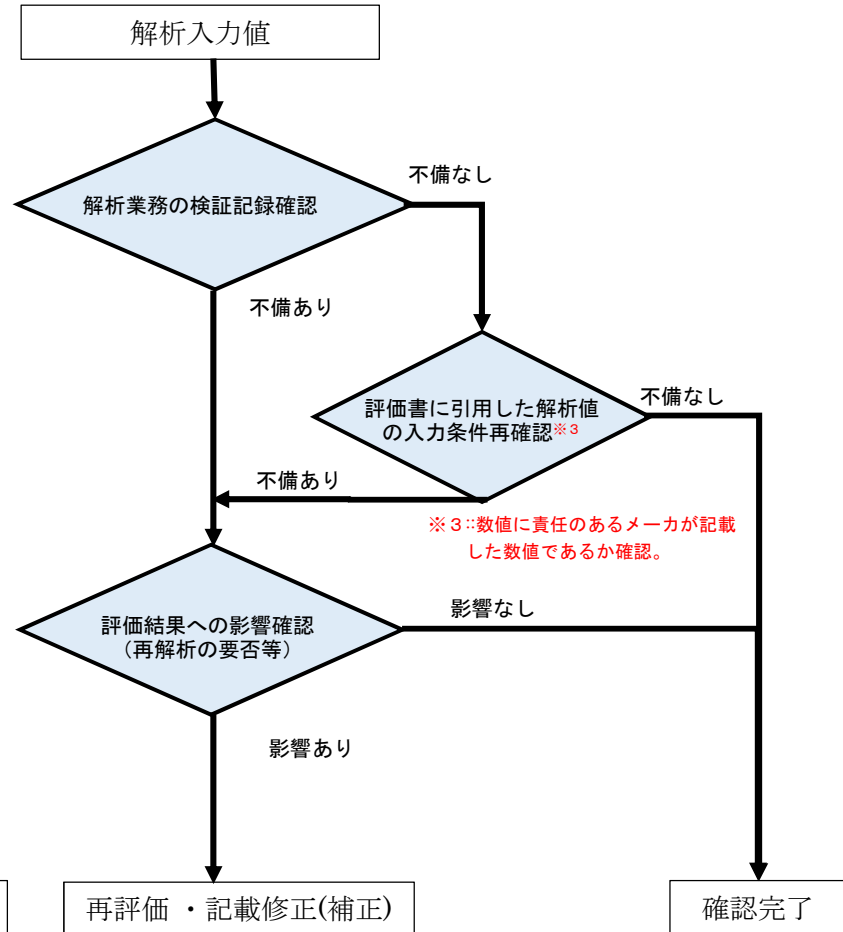 解析入力値
不備なし
解析業務の検証記録確認
不備あり
不備なし
評価書に引用した解析値
の入力条件再確認※3
不備あり
※3::数値に責任のあるメーカが記載
した数値であるか確認。
影響なし
評価結果への影響確認
(再解析の要否等)
影響あり
再評価 ・記載修正(補正)
確認完了